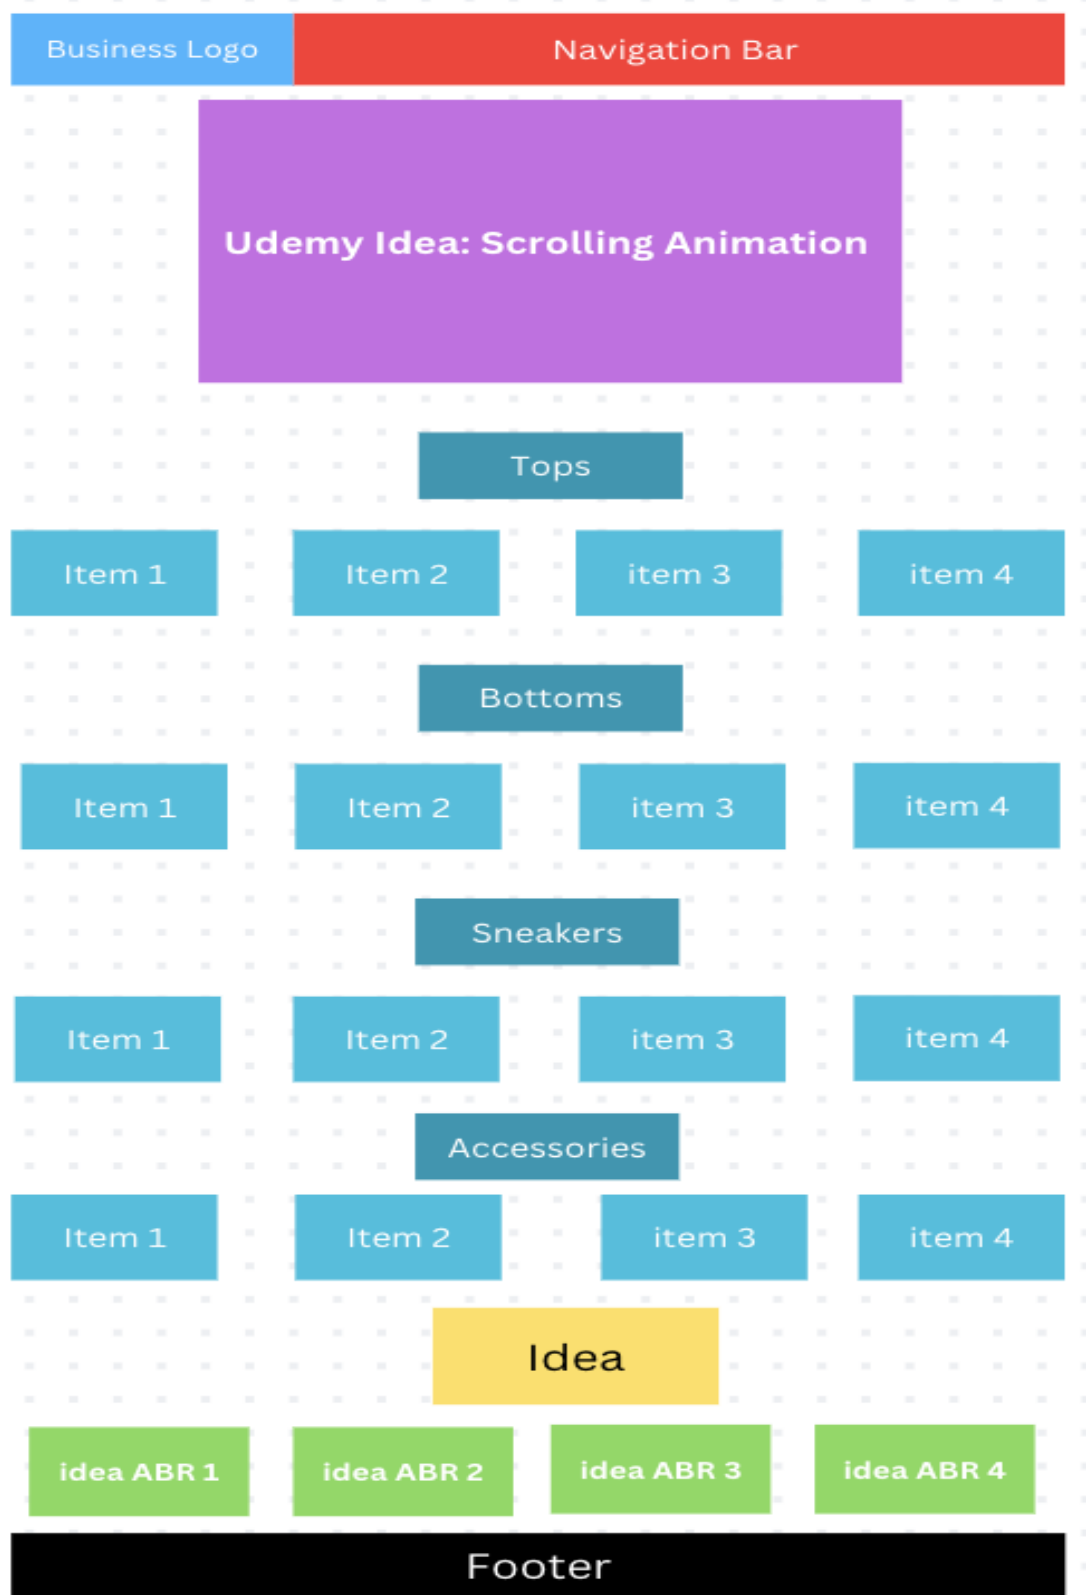 Business Logo
Navigation Bar
Udemy Idea: Scrolling Animation
Tops
Item 1
Item 2
item 3
item 4
Bottoms
Item 1
Item 2
item 3
item 4
Sneakers
Item 1
Item 2
item 3
item 4
Accessories
Item 1
Item 2
item 3
item 4
Idea
idea ABR 1
idea ABR 2
idea ABR 3
idea ABR 4
Footer